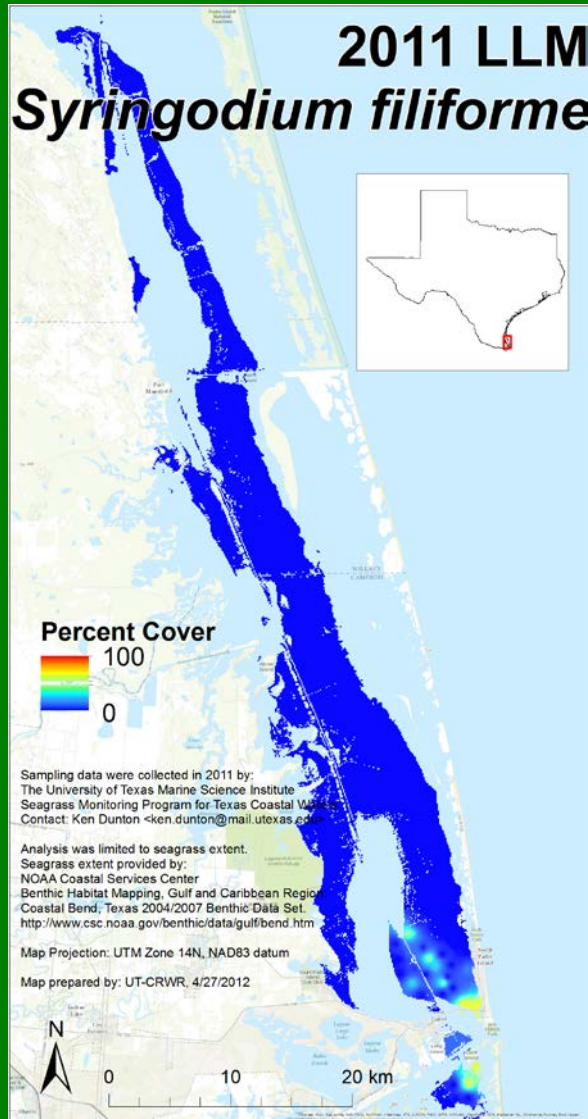 2011 LLM
Syringodium filiforme
Port
Mansfield
WILLACY
CAMERON
Percent Cover
100
0
Sampling data were collected in 2011 by:
The University of Texas Marine Science Institute
Seagrass Monitoring Program for Texas Coastal Waters
Contact: Ken Dunton <ken.dunton@mail.utexas.edu>
Analysis was limited to seagrass extent.
Seagrass extent provided by:
NOAA Coastal Services Center
Benthic Habitat Mapping, Gulf and Caribbean Region
Coastal Bend, Texas 2004/2007 Benthic Data Set.
http://www.csc.noaa.gov/benthic/data/gulf/bend.htm
Map Projection: UTM Zone 14N, NAD83 datum
Map prepared by: UT-CRWR, 4/27/2012
N
0 10 20 km